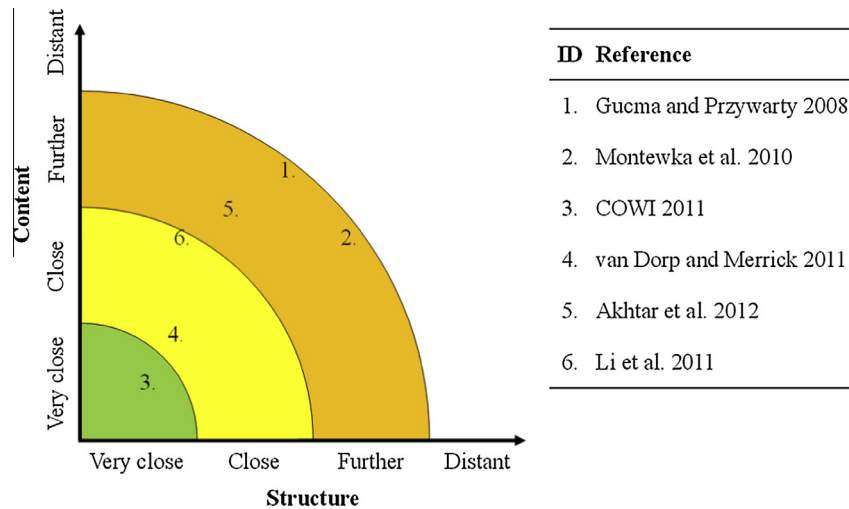 Content
Distant
Further
Close
Very close
1.
5.
6.
2.
4.
3.
Very close Close Further Distant
Structure
ID Reference
1. Gucma and Przywarty 2008
2. Montewka et al. 2010
3. COWI 2011
4. van Dorp and Merrick 2011
5. Akhtar et al. 2012
6. Li et al. 2011